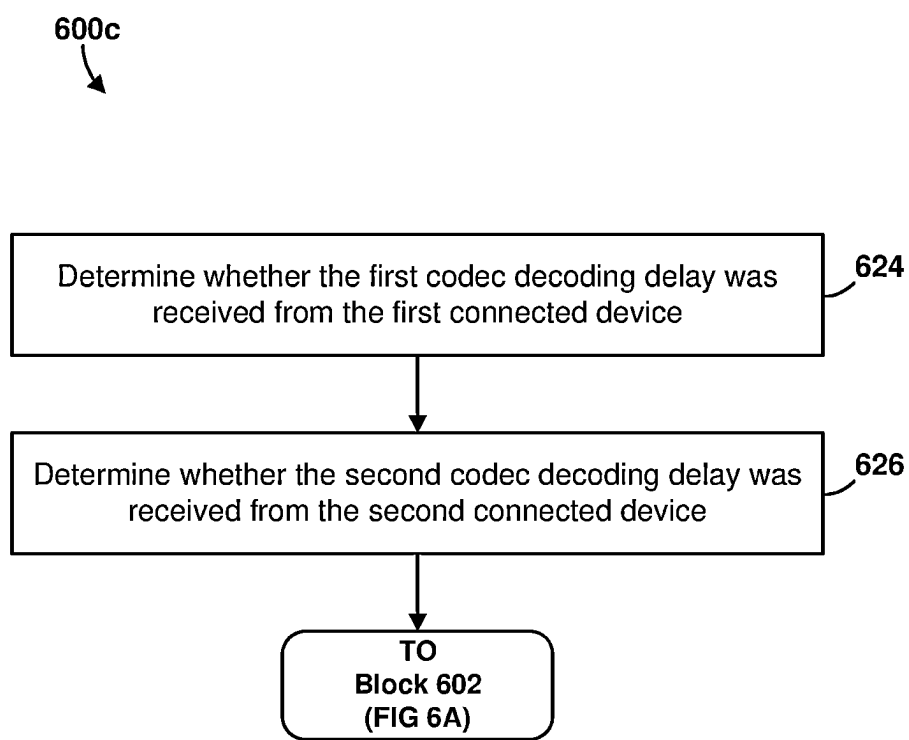 600c
Determine whether the first codec decoding delay was
received from the first connected device
624
Determine whether the second codec decoding delay was
received from the second connected device
626
TO
Block 602
(FIG 6A)